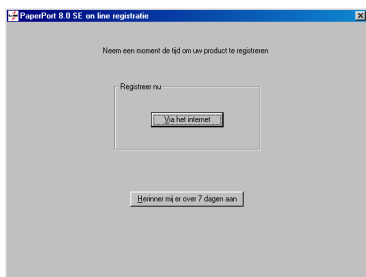 PaperPort 8.0 SE on line registratie
Neem een moment de tijd om uw product te registreren
Registreer nu
Via het internet
Herinner mij er over 7 dagen aan